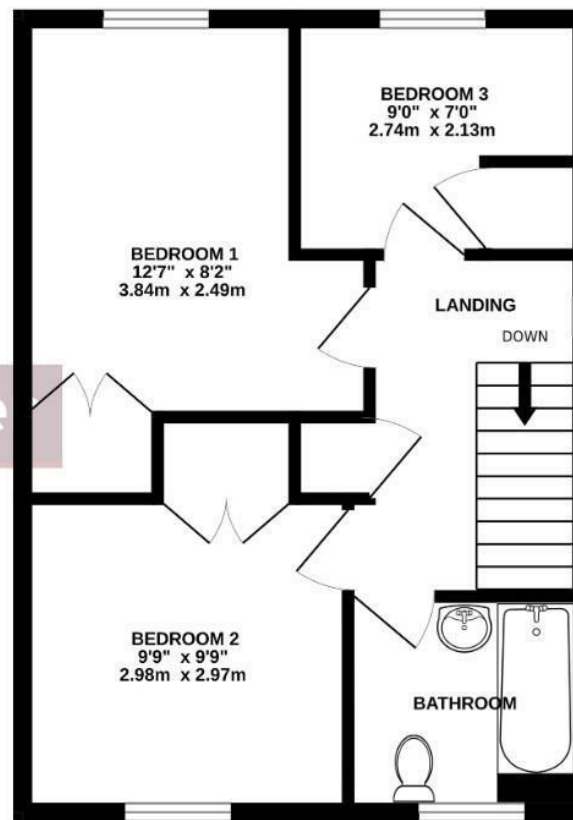 BEDROOM 3
9'0" x 7'0"
2.74m x 2.13m
BEDROOM 1
12'7" x 8'2"
3.84m x 2.49m
LANDING
DOWN
BEDROOM 2
9'9" x 9'9"
2.98m x 2.97m
BATHROOM